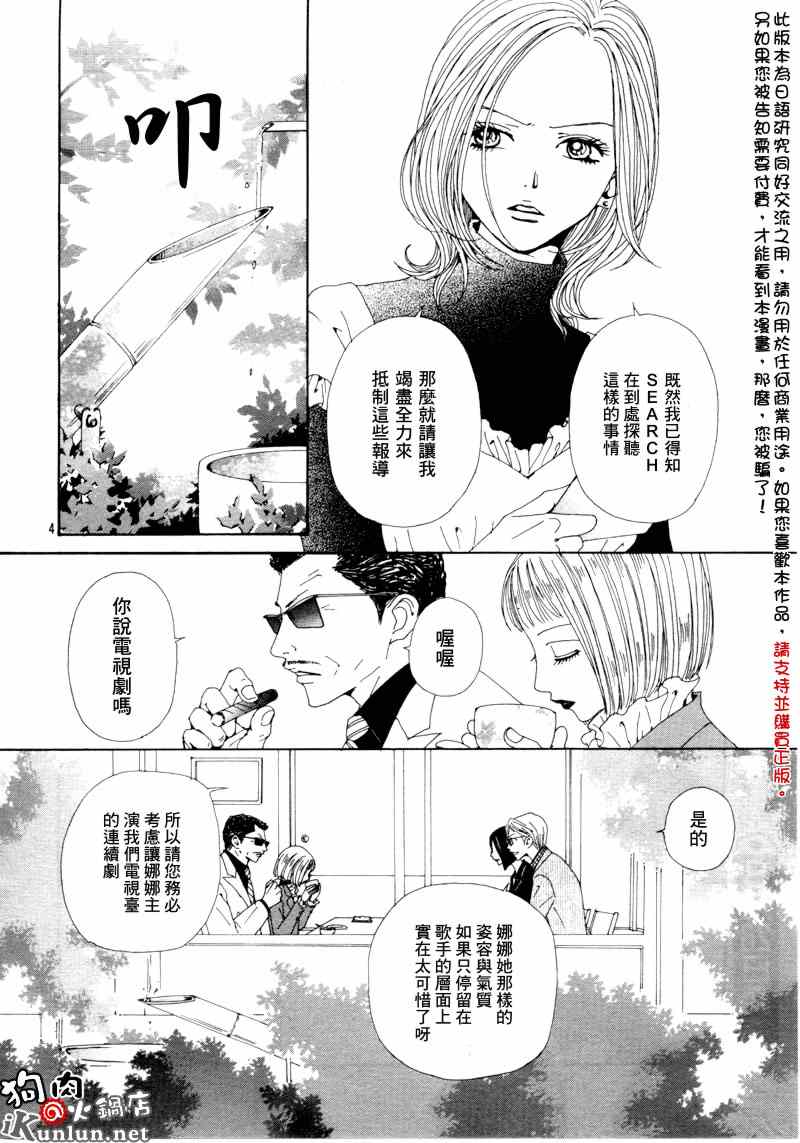 此版本為日語研究同好交流之用，請勿用於任何商業用途。如果您喜歡本作品，請支持並購買正版。
另如果您被告知需要付費，才能看到本漫畫，那麼，您被騙了！
既然我已得知
SEARCH
在到處探聽
這樣的事情
那麼就請讓我
竭盡全力來
抵制這些報導
叩
4
喔喔
你說電視劇嗎
是的
娜娜她那樣的
姿容與氣質
如果只停留在
歌手的層面上
實在太可惜了呀
所以請您務必
考慮讓娜娜主
演我們電視臺
的連續劇
狗肉
火鍋店
iKunlun.net